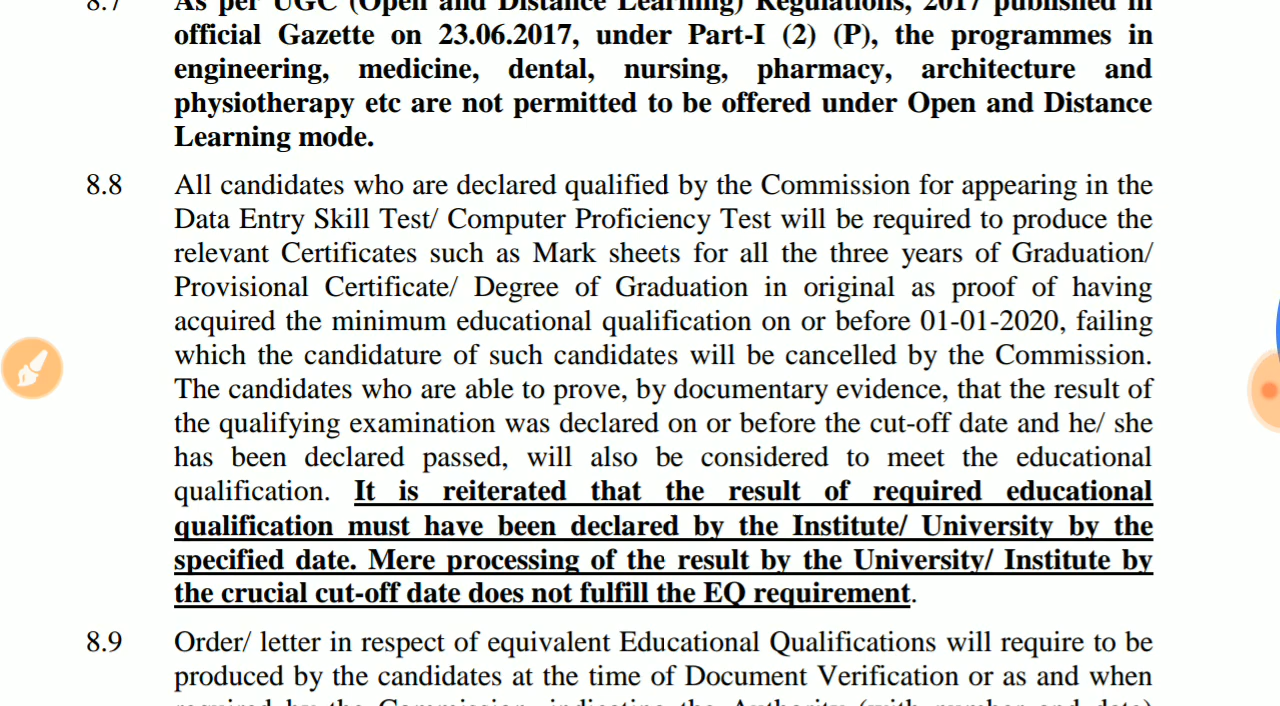 8.7 As per UGC (Open and Distance Learning) Regulations, 2017 published in
official Gazette on 23.06.2017, under Part-I (2) (P), the programmes in
engineering, medicine, dental, nursing, pharmacy, architecture and
physiotherapy etc are not permitted to be offered under Open and Distance
Learning mode.
8.8 All candidates who are declared qualified by the Commission for appearing in the
Data Entry Skill Test/ Computer Proficiency Test will be required to produce the
relevant Certificates such as Mark sheets for all the three years of Graduation/
Provisional Certificate/ Degree of Graduation in original as proof of having
acquired the minimum educational qualification on or before 01-01-2020, failing
which the candidature of such candidates will be cancelled by the Commission.
The candidates who are able to prove, by documentary evidence, that the result of
the qualifying examination was declared on or before the cut-off date and he/ she
has been declared passed, will also be considered to meet the educational
qualification. It is reiterated that the result of required educational
qualification must have been declared by the Institute/ University by the
specified date. Mere processing of the result by the University/ Institute by
the crucial cut-off date does not fulfill the EQ requirement.
8.9 Order/ letter in respect of equivalent Educational Qualifications will require to be
produced by the candidates at the time of Document Verification or as and when